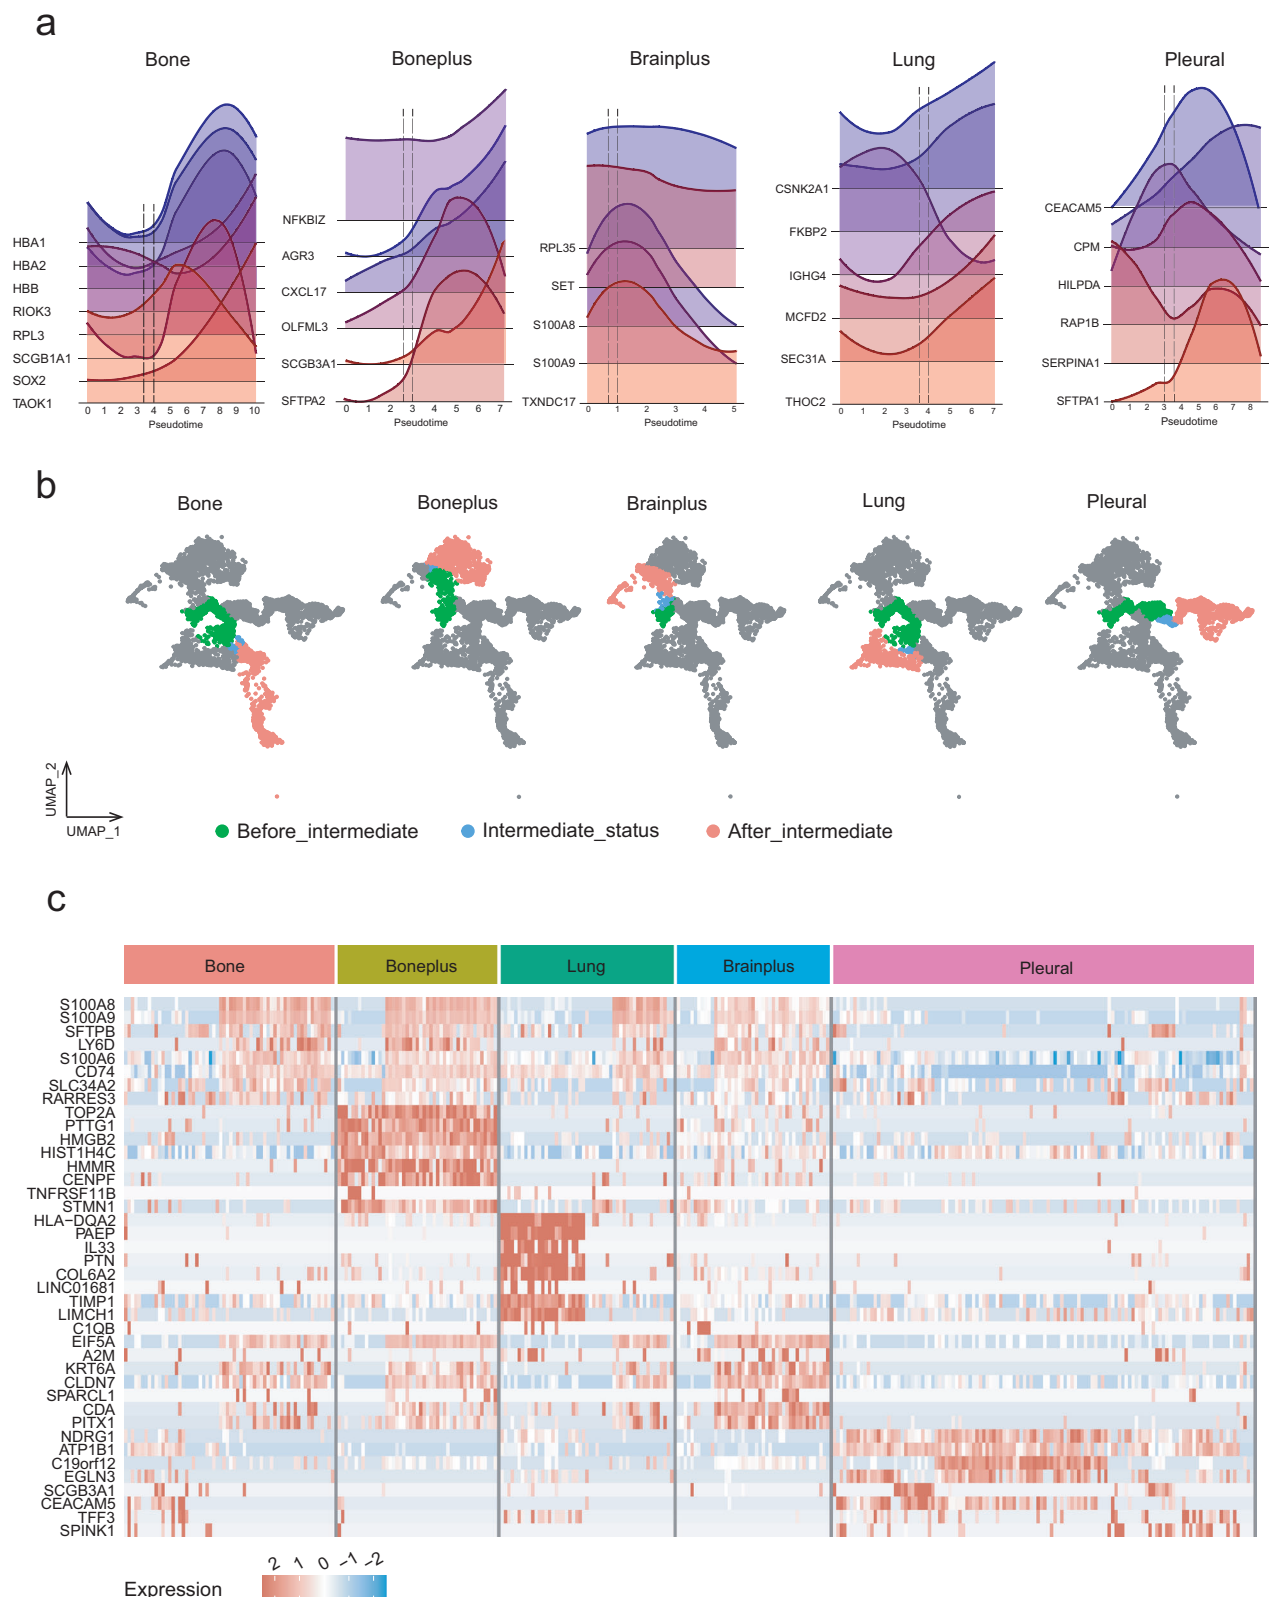 a
Bone
Boneplus
Brainplus
Lung
Pleural
HBA1
HBA2
HBB
RIOK3
RPL3
SCGB1A1
SOX2
TAOK1
0 1 2 3 4 5 6 7 8 9 10
Pseudotime
NFKBIZ
AGR3
CXCL17
OLFML3
SCGB3A1
SFTPA2
0 1 2 3 4 5 6 7
Pseudotime
RPL35
SET
S100A8
S100A9
TXNDC17
0 1 2 3 4 5
Pseudotime
CSNK2A1
FKBP2
IGHG4
MCFD2
SEC31A
THOC2
0 1 2 3 4 5 6 7
Pseudotime
CEACAM5
CPM
HILPDA
RAP1B
SERPINA1
SFTPA1
0 1 2 3 4 5 6 7 8
Pseudotime
b
Bone
Boneplus
Brainplus
Lung
Pleural
UMAP_2
UMAP_1
Before_intermediate
Intermediate_status
After_intermediate
c
Bone
Boneplus
Lung
Brainplus
Pleural
S100A8
S100A9
SFTPB
LY6D
S100A6
CD74
SLC34A2
RARRES3
TOP2A
PTTG1
HMGB2
HIST1H4C
HMMR
CENPF
TNFRSF11B
STMN1
HLA−DQA2
PAEP
IL33
PTN
COL6A2
LINC01681
TIMP1
LIMCH1
C1QB
EIF5A
A2M
KRT6A
CLDN7
SPARCL1
CDA
PITX1
NDRG1
ATP1B1
C19orf12
EGLN3
SCGB3A1
CEACAM5
TFF3
SPINK1
2 1 0 −1 −2
Expression